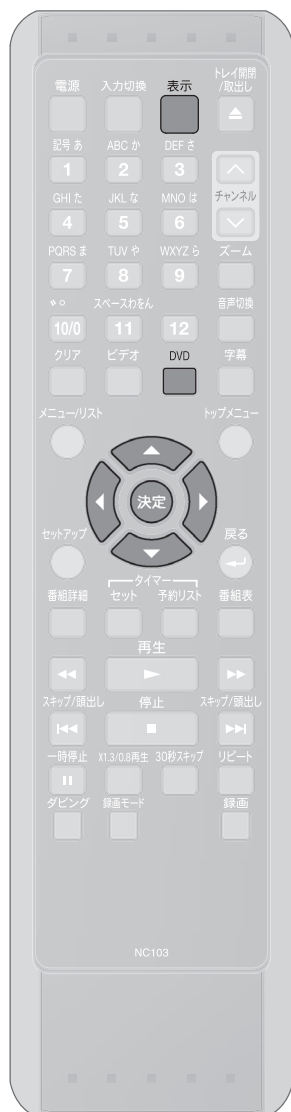 電源 入力切換 表示 トレイ開閉
/取出し
記号 あ ABC か DEF さ
1 2 3
GHI た JKL な MNO は チャンネル
4 5 6
PQRS ま TUV や WXYZ ら ズーム
7 8 9
スペースわをん 音声切換
10/0 11 12
クリア ビデオ DVD 字幕
メニュー/リスト トップメニュー
決定
セットアップ 戻る
タイマー
番組詳細 セット 予約リスト 番組表
再生
スキップ/頭出し 停止 スキップ/頭出し
一時停止 X1.3/0.8再生 30秒スキップ リピート
ダビング 録画モード 録画
NC103